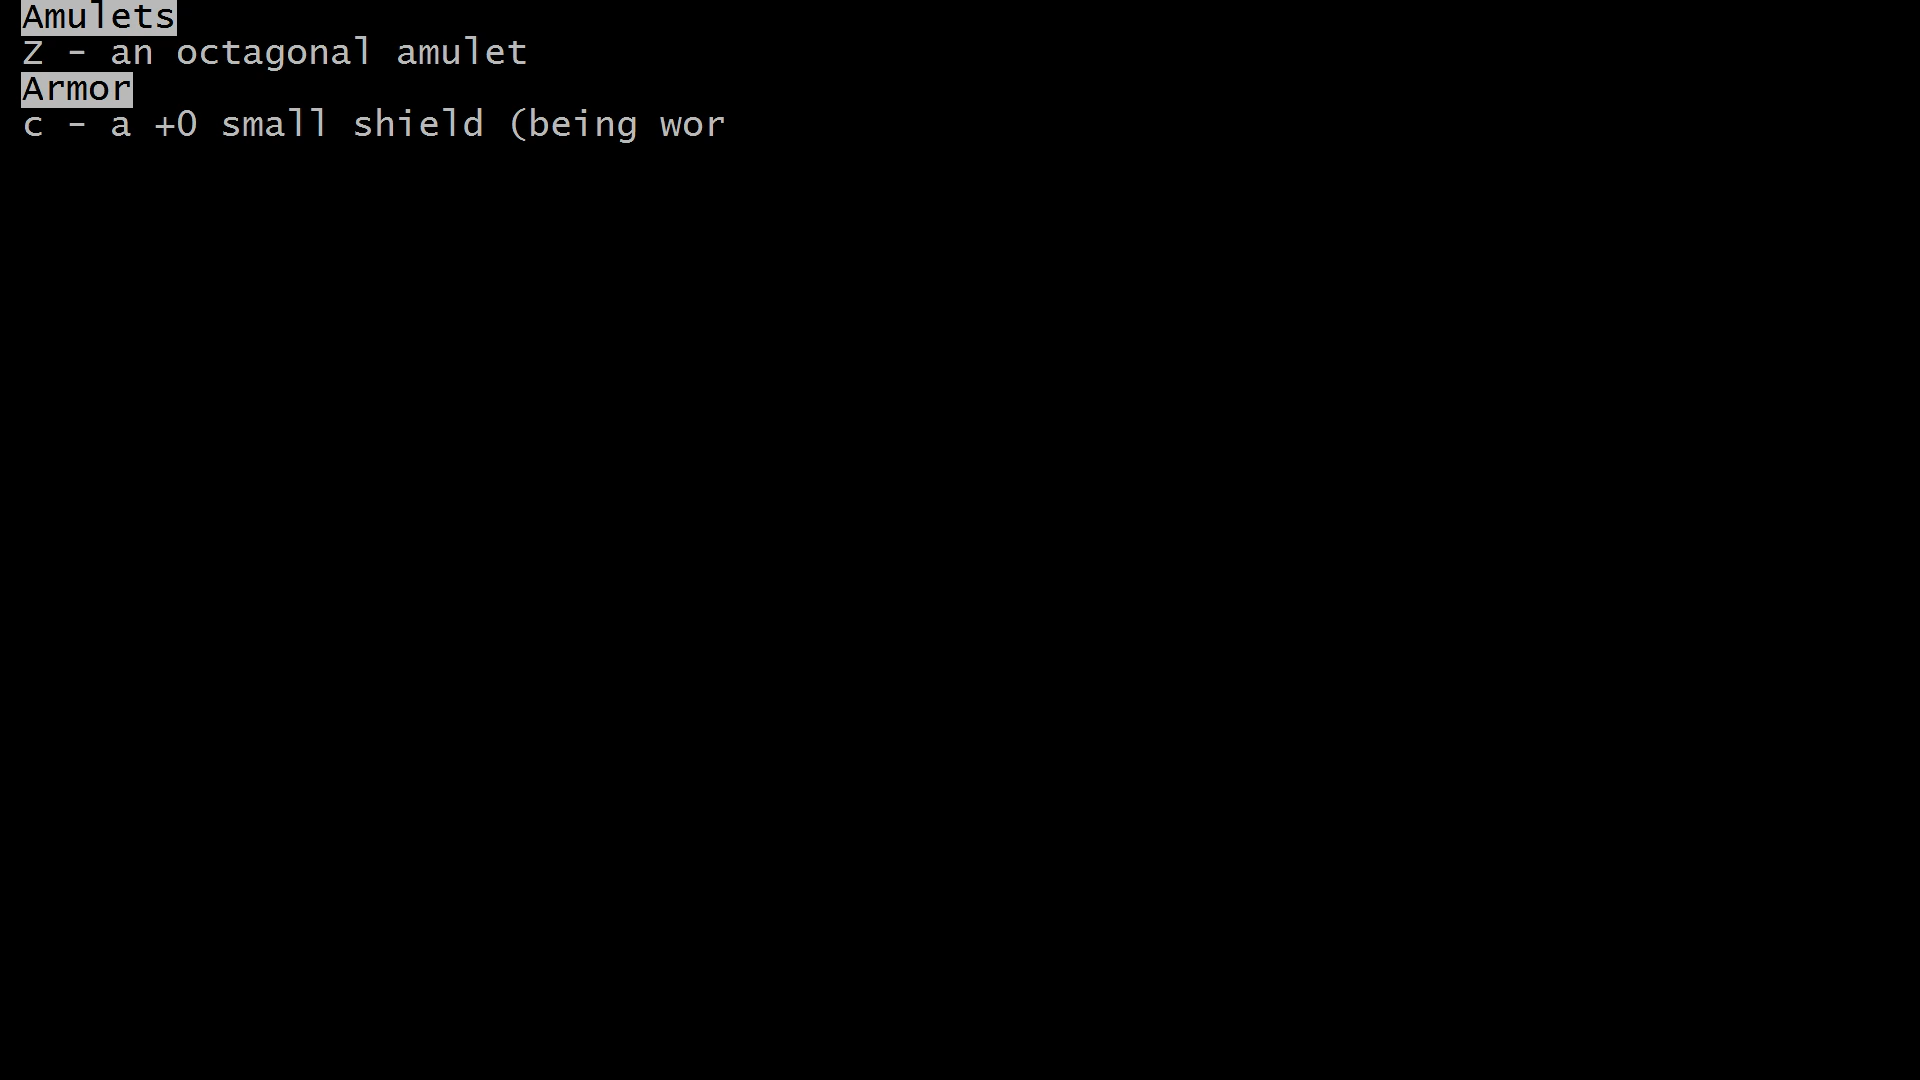 Amulets
Z - an octagonal amulet
Armor
c - a +0 small shield (being wor